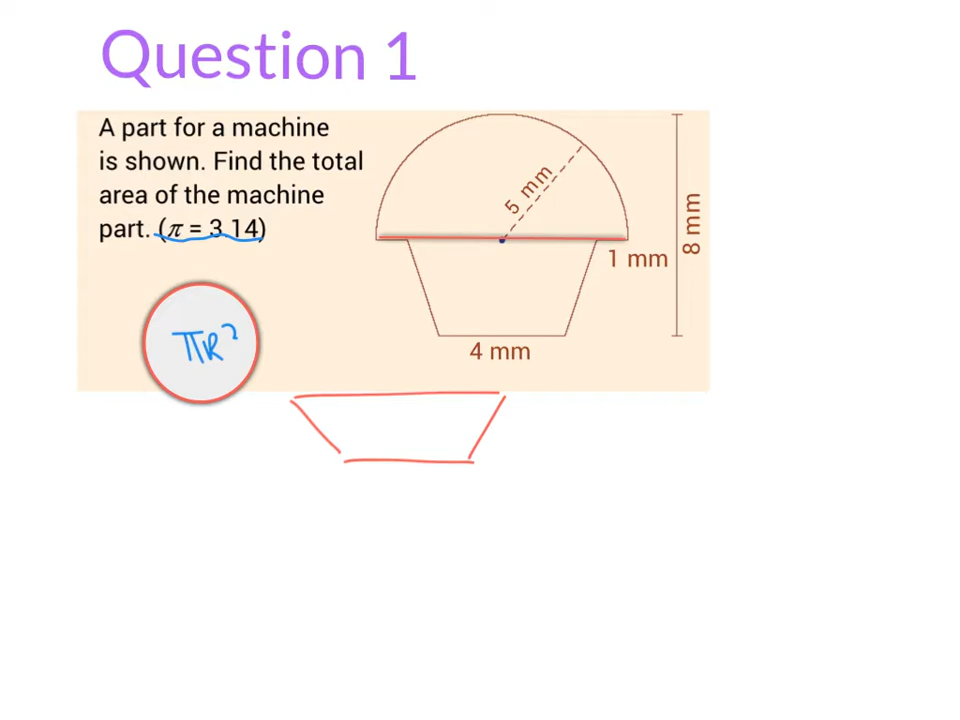 Question 1
A part for a machine
is shown. Find the total
area of the machine
part. (π = 3.14)
5 mm
8 mm
1 mm
4 mm
πR²